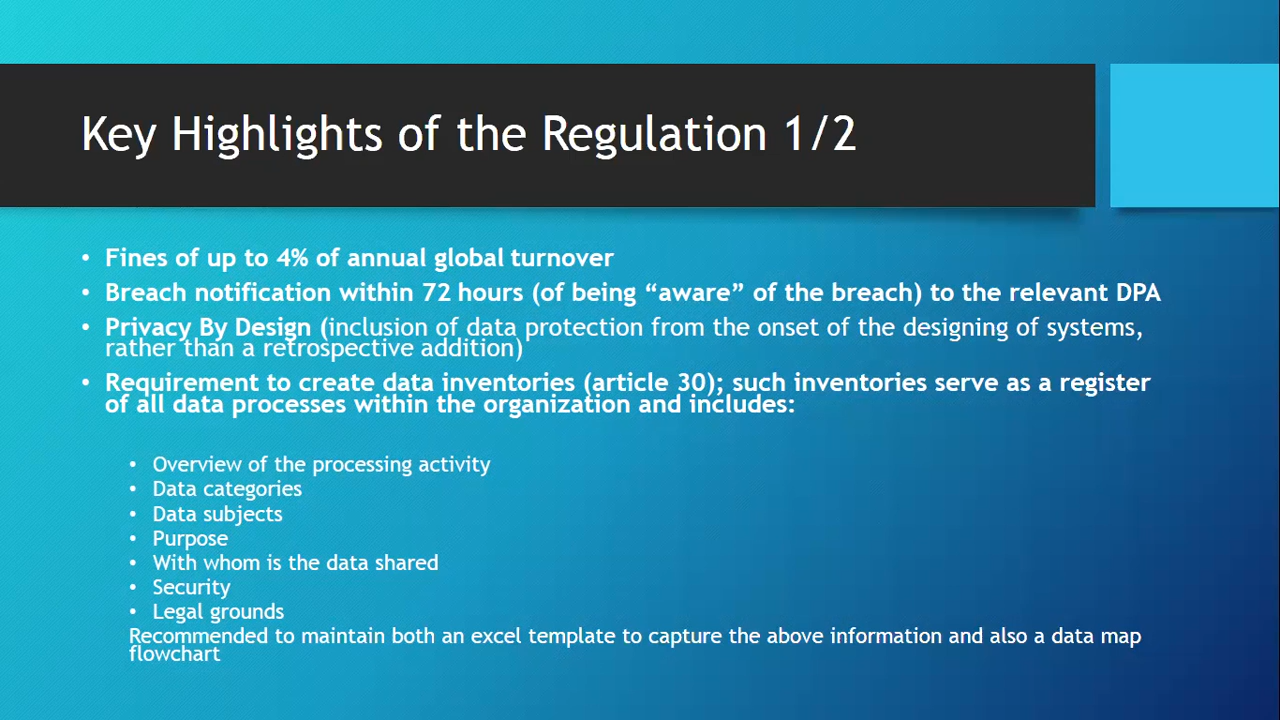 Key Highlights of the Regulation 1/2
• Fines of up to 4% of annual global turnover
• Breach notification within 72 hours (of being “aware” of the breach) to the relevant DPA
• Privacy By Design (inclusion of data protection from the onset of the designing of systems,
rather than a retrospective addition)
• Requirement to create data inventories (article 30); such inventories serve as a register
of all data processes within the organization and includes:
• Overview of the processing activity
• Data categories
• Data subjects
• Purpose
• With whom is the data shared
• Security
• Legal grounds
Recommended to maintain both an excel template to capture the above information and also a data map
flowchart